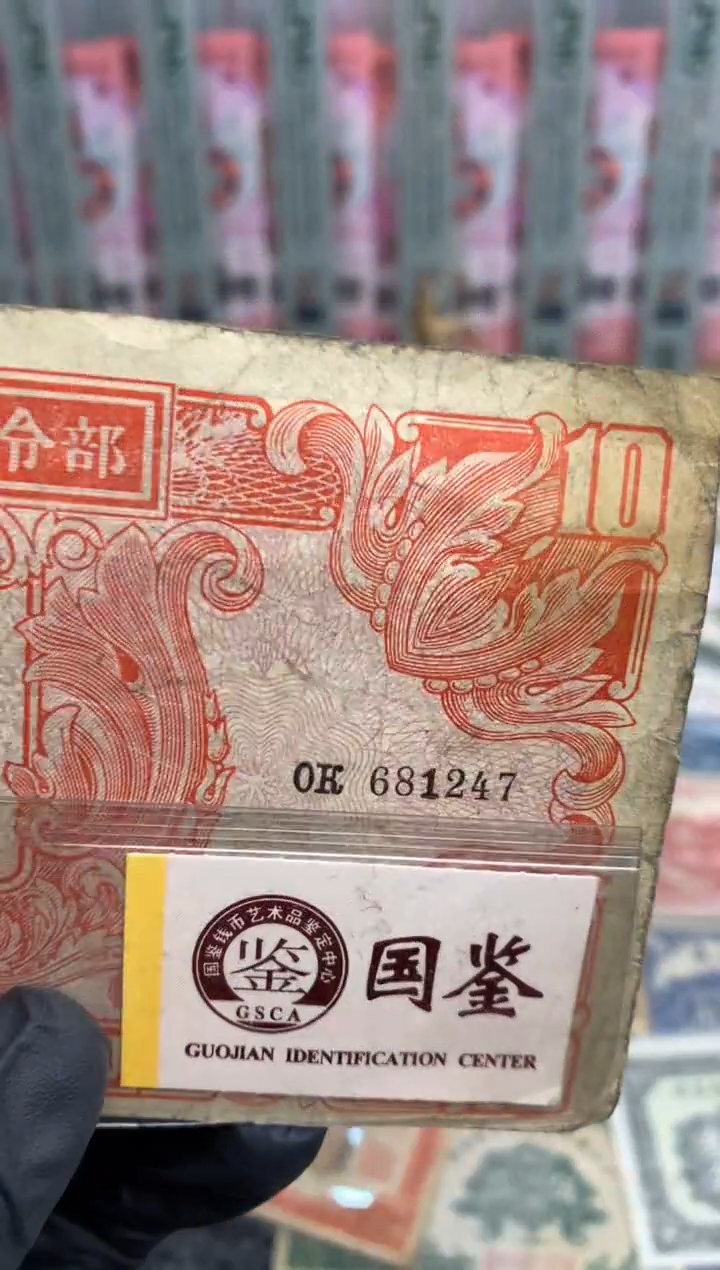 令部
10
OK 681247
国鉴钱币艺术品鉴定中心
鉴
GSCA
国鉴
GUOJIAN IDENTIFICATION CENTER